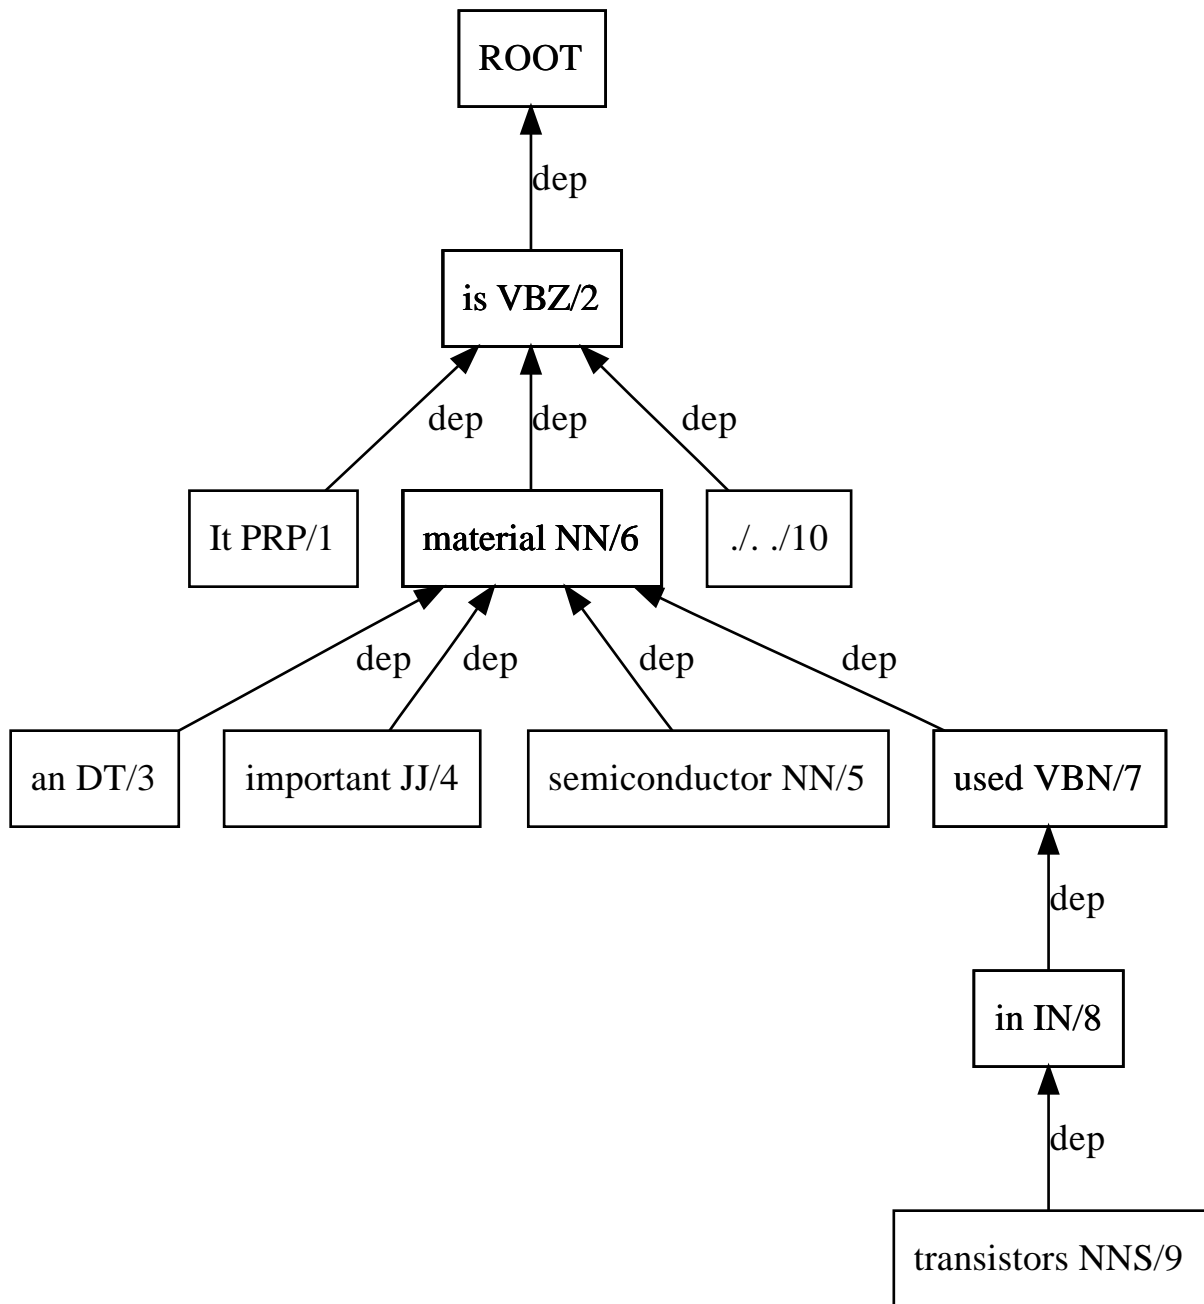 ROOT
dep
is VBZ/2
dep dep dep
It PRP/1 material NN/6 ./. ./10
dep dep dep dep
an DT/3 important JJ/4 semiconductor NN/5 used VBN/7
dep
in IN/8
dep
transistors NNS/9